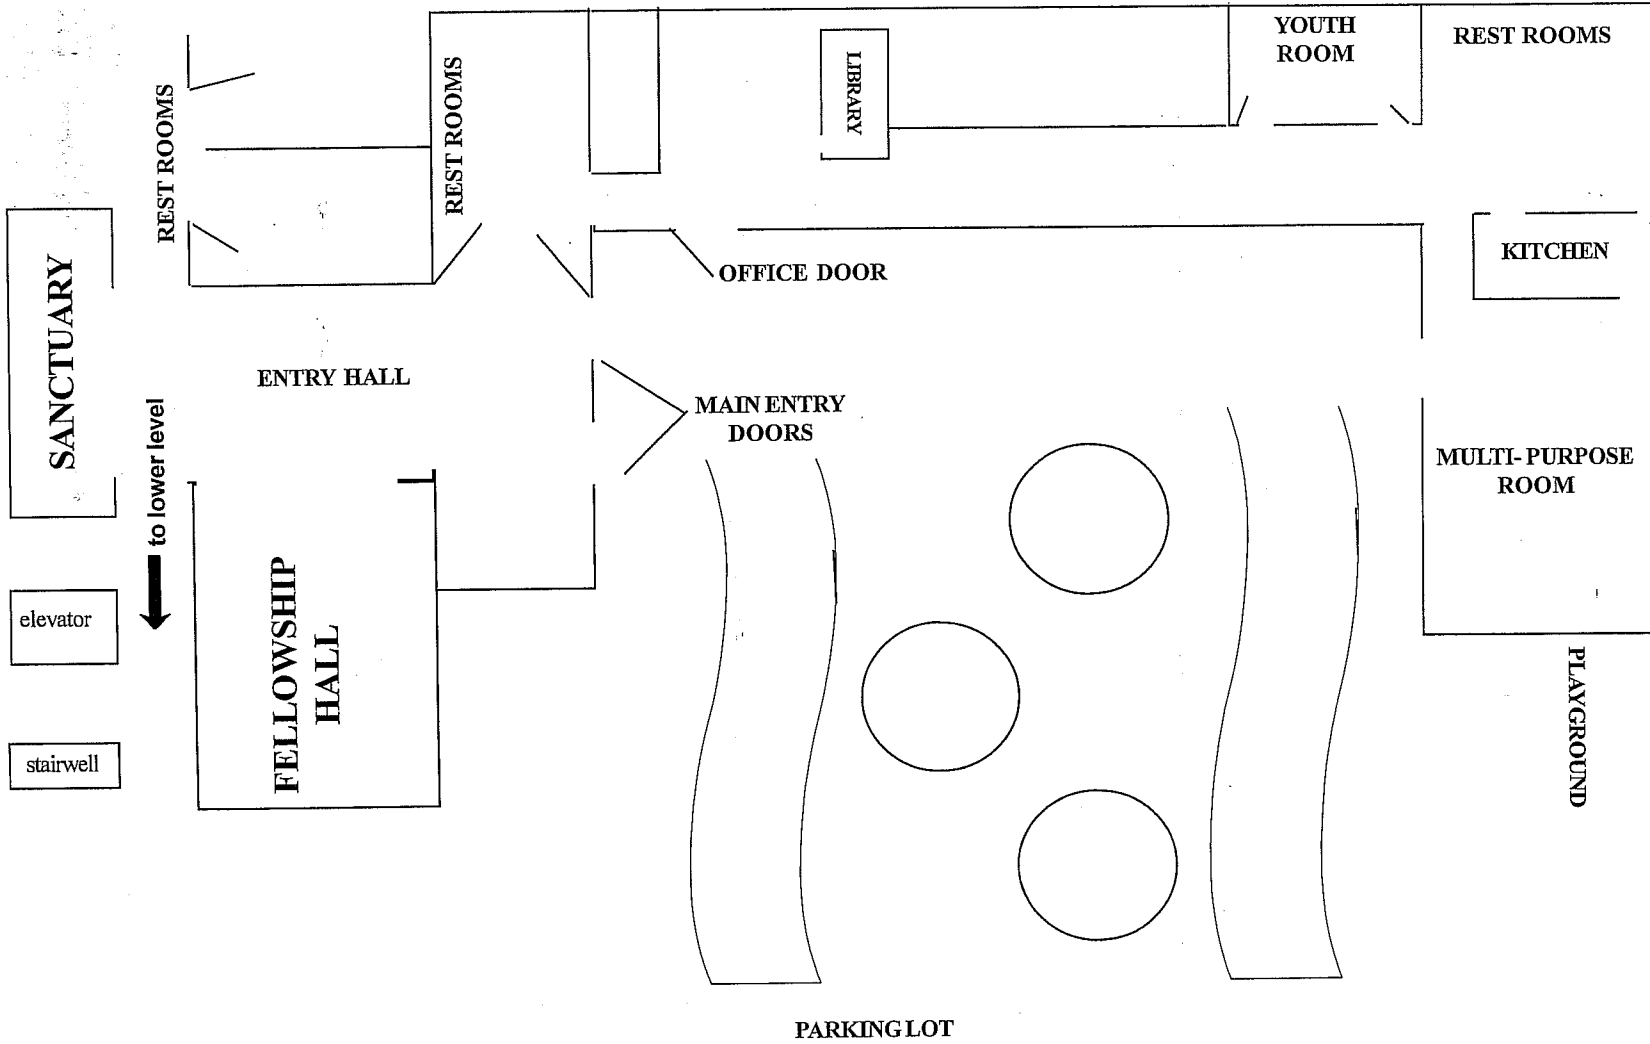 YOUTH
ROOM
REST ROOMS
LIBRARY
REST ROOMS
REST ROOMS
KITCHEN
OFFICE DOOR
SANCTUARY
ENTRY HALL
MAIN ENTRY
DOORS
to lower level
MULTI-PURPOSE
ROOM
elevator
FELLOWSHIP
HALL
PLAYGROUND
stairwell
PARKING LOT